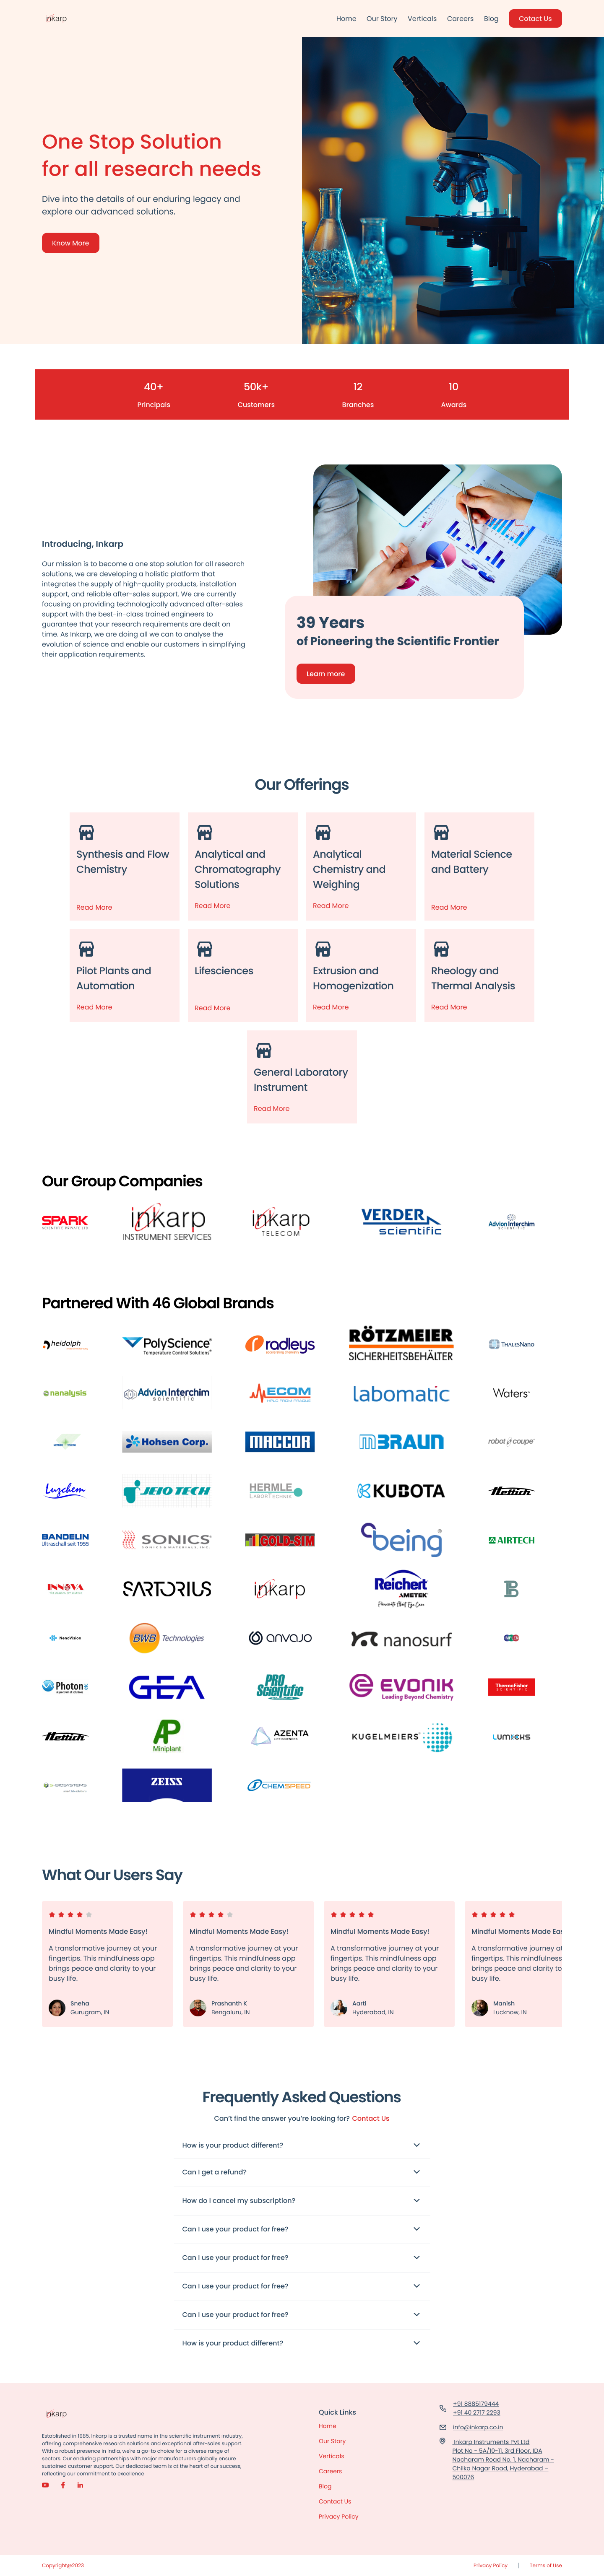 inkarp
Home Our Story Verticals Careers Blog Cotact Us
One Stop Solution
for all research needs
Dive into the details of our enduring legacy and
explore our advanced solutions.
Know More
40+ 50k+ 12 10
Principals Customers Branches Awards
Introducing, Inkarp
Our mission is to become a one stop solution for all research
solutions, we are developing a holistic platform that
integrates the supply of high-quality products, installation
support, and reliable after-sales support. We are currently
focusing on providing technologically advanced after-sales
support with the best-in-class trained engineers to
guarantee that your research requirements are dealt on
time. As Inkarp, we are doing all we can to analyse the
evolution of science and enable our customers in simplifying
their application requirements.
39 Years
of Pioneering the Scientific Frontier
Learn more
Our Offerings
Synthesis and Flow
Chemistry
Read More
Analytical and
Chromatography
Solutions
Read More
Analytical
Chemistry and
Weighing
Read More
Material Science
and Battery
Read More
Pilot Plants and
Automation
Read More
Lifesciences
Read More
Extrusion and
Homogenization
Read More
Rheology and
Thermal Analysis
Read More
General Laboratory
Instrument
Read More
Our Group Companies
SPARK
inkarp
INSTRUMENT SERVICES
inkarp
TELECOM
VERDER
scientific
Advion Interchim
SCIENTIFIC
Partnered With 46 Global Brands
heidolph
PolyScience
Temperature Control Solutions
radleys
RÖTZMEIER
SICHERHEITSBEHÄLTER
THALESNano
nanalysis
Advion Interchim
scientific
ECOM
labomatic
Waters
Hohsen Corp.
MACCOR
MBRAUN
robot coupe
Luzchem
JEIO TECH
HERMLE
LABORTECHNIK
KUBOTA
Hettich
BANDELIN
Ultraschall seit 1955
SONICS
GOLD-SIM
being
AIRTECH
INNOVA
SARTORIUS
inkarp
Reichert
AMETEK
B
NanoVision
BWB Technologies
anvajo
nanosurf
Photon etc
GEA
PRO
Scientific
EVONIK
Leading Beyond Chemistry
ThermoFisher
SCIENTIFIC
Hettich
AP
Miniplant
AZENTA
LIFE SCIENCES
KUGELMEIERS
LUMICKS
ZEISS
CHEMSPEED
What Our Users Say
Mindful Moments Made Easy!
A transformative journey at your
fingertips. This mindfulness app
brings peace and clarity to your
busy life.
Sneha
Gurugram, IN
Mindful Moments Made Easy!
A transformative journey at your
fingertips. This mindfulness app
brings peace and clarity to your
busy life.
Prashanth K
Bengaluru, IN
Mindful Moments Made Easy!
A transformative journey at your
fingertips. This mindfulness app
brings peace and clarity to your
busy life.
Aarti
Hyderabad, IN
Mindful Moments Made Eas
A transformative journey at
fingertips. This mindfulness
brings peace and clarity to
busy life.
Manish
Lucknow, IN
Frequently Asked Questions
Can't find the answer you're looking for? Contact Us
How is your product different?
Can I get a refund?
How do I cancel my subscription?
Can I use your product for free?
Can I use your product for free?
Can I use your product for free?
Can I use your product for free?
How is your product different?
inkarp
Established in 1985, Inkarp is a trusted name in the scientific instrument industry,
offering comprehensive research solutions and exceptional after-sales support.
With a robust presence in India, we're a go-to choice for a diverse range of
sectors. Our enduring partnerships with major manufacturers globally ensure
sustained customer support. Our dedicated team is at the heart of our success,
reflecting our commitment to excellence
Quick Links
Home
Our Story
Verticals
Careers
Blog
Contact Us
Privacy Policy
+91 8885179444
+91 40 2717 2293
info@inkarp.co.in
Inkarp Instruments Pvt Ltd
Plot No - 5A/10-11, 3rd Floor, IDA
Nacharam Road No. 1, Nacharam -
Chilka Nagar Road, Hyderabad –
500076
Copyright@2023
Privacy Policy | Terms of Use